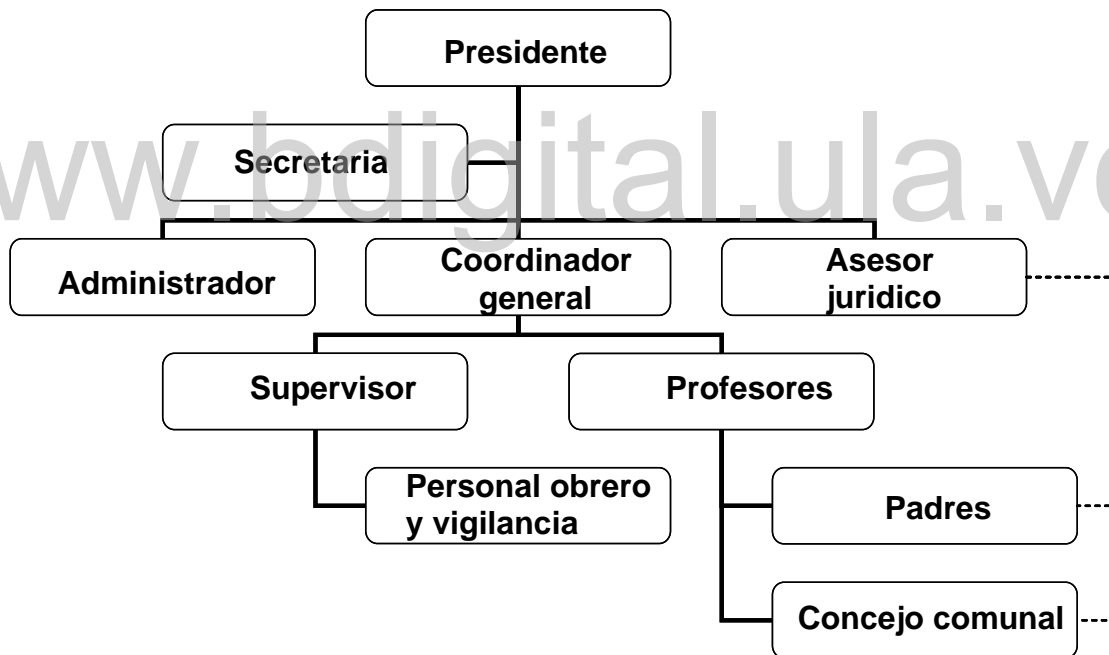 Presidente
Secretaria
www.bdigital.ula.ve
Administrador
Coordinador
general
Asesor
juridico
Supervisor
Profesores
Personal obrero
y vigilancia
Padres
Concejo comunal